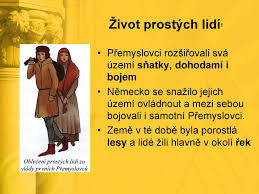 Život prostých lidí
• Přemyslovci rozšiřovali svá
území sňatky, dohodami i
bojem
• Německo se snažilo jejich
území ovládnout a mezi sebou
bojovali i samotní Přemyslovci.
• Země v té době byla porostlá
lesy a lidé žili hlavně v okolí řek
Oblečení prostých lidí za
vlády prvních Přemyslovců